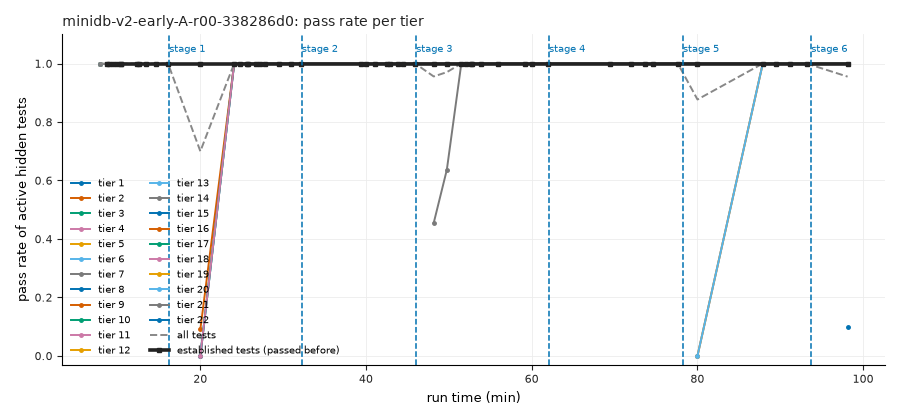 minidb-v2-early-A-r00-338286d0: pass rate per tier
stage 1
stage 2
stage 3
stage 4
stage 5
stage 6
pass rate of active hidden tests
1.0
0.8
0.6
0.4
0.2
0.0
tier 1
tier 2
tier 3
tier 4
tier 5
tier 6
tier 7
tier 8
tier 9
tier 10
tier 11
tier 12
tier 13
tier 14
tier 15
tier 16
tier 17
tier 18
tier 19
tier 20
tier 21
tier 22
all tests
established tests (passed before)
20
40
60
80
100
run time (min)